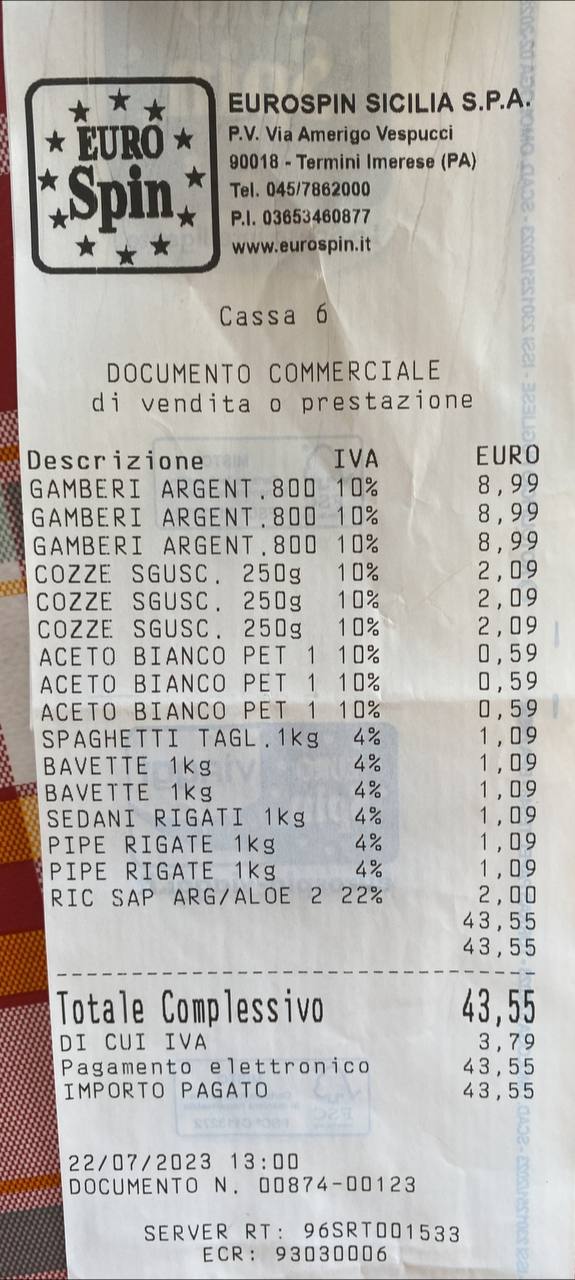 EURO
Spin
EUROSPIN SICILIA S.P.A.
P.V. Via Amerigo Vespucci
90018 - Termini Imerese (PA)
Tel. 045/7862000
P.I. 03653460877
www.eurospin.it
Cassa 6
DOCUMENTO COMMERCIALE
di vendita o prestazione
Descrizione IVA EURO
GAMBERI ARGENT.800 10% 8,99
GAMBERI ARGENT.800 10% 8,99
GAMBERI ARGENT.800 10% 8,99
COZZE SGUSC. 250g 10% 2,09
COZZE SGUSC. 250g 10% 2,09
COZZE SGUSC. 250g 10% 2,09
ACETO BIANCO PET 1 10% 0,59
ACETO BIANCO PET 1 10% 0,59
ACETO BIANCO PET 1 10% 0,59
SPAGHETTI TAGL.1kg 4% 1,09
BAVETTE 1kg 4% 1,09
BAVETTE 1kg 4% 1,09
SEDANI RIGATI 1kg 4% 1,09
PIPE RIGATE 1kg 4% 1,09
PIPE RIGATE 1kg 4% 1,09
RIC SAP ARG/ALOE 2 22% 2,00
43,55
43,55
Totale Complessivo 43,55
DI CUI IVA 3,79
Pagamento elettronico 43,55
IMPORTO PAGATO 43,55
22/07/2023 13:00
DOCUMENTO N. 00874-00123
SERVER RT: 96SRT001533
ECR: 93030006